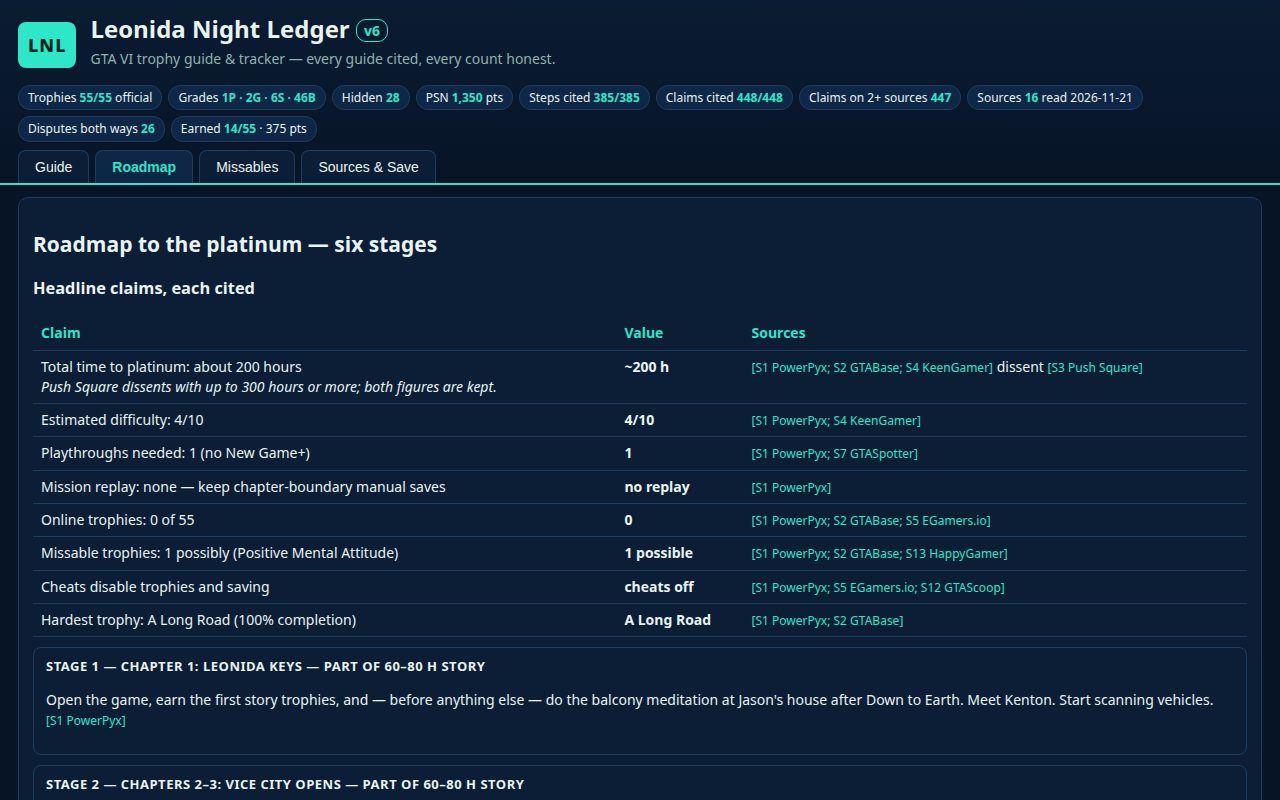 LNL
Leonida Night Ledger v6
GTA VI trophy guide & tracker — every guide cited, every count honest.
Trophies 55/55 official
Grades 1P · 2G · 6S · 46B
Hidden 28
PSN 1,350 pts
Steps cited 385/385
Claims cited 448/448
Claims on 2+ sources 447
Sources 16 read 2026-11-21
Disputes both ways 26
Earned 14/55 · 375 pts
Guide
Roadmap
Missables
Sources & Save
Roadmap to the platinum — six stages
Headline claims, each cited
Claim Value Sources
Total time to platinum: about 200 hours ~200 h [S1 PowerPyx; S2 GTABase; S4 KeenGamer] dissent [S3 Push Square]
Push Square dissents with up to 300 hours or more; both figures are kept.
Estimated difficulty: 4/10 4/10 [S1 PowerPyx; S4 KeenGamer]
Playthroughs needed: 1 (no New Game+) 1 [S1 PowerPyx; S7 GTASpotter]
Mission replay: none — keep chapter-boundary manual saves no replay [S1 PowerPyx]
Online trophies: 0 of 55 0 [S1 PowerPyx; S2 GTABase; S5 EGamers.io]
Missable trophies: 1 possibly (Positive Mental Attitude) 1 possible [S1 PowerPyx; S2 GTABase; S13 HappyGamer]
Cheats disable trophies and saving cheats off [S1 PowerPyx; S5 EGamers.io; S12 GTAScoop]
Hardest trophy: A Long Road (100% completion) A Long Road [S1 PowerPyx; S2 GTABase]
STAGE 1 — CHAPTER 1: LEONIDA KEYS — PART OF 60–80 H STORY
Open the game, earn the first story trophies, and — before anything else — do the balcony meditation at Jason's house after Down to Earth. Meet Kenton. Start scanning vehicles.
[S1 PowerPyx]
STAGE 2 — CHAPTERS 2–3: VICE CITY OPENS — PART OF 60–80 H STORY